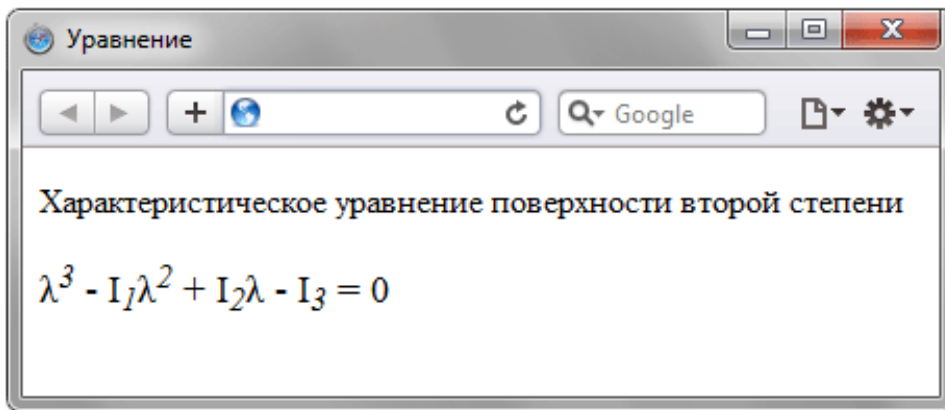 Уравнение
Google
Характеристическое уравнение поверхности второй степени
λ³ - I₁λ² + I₂λ - I₃ = 0